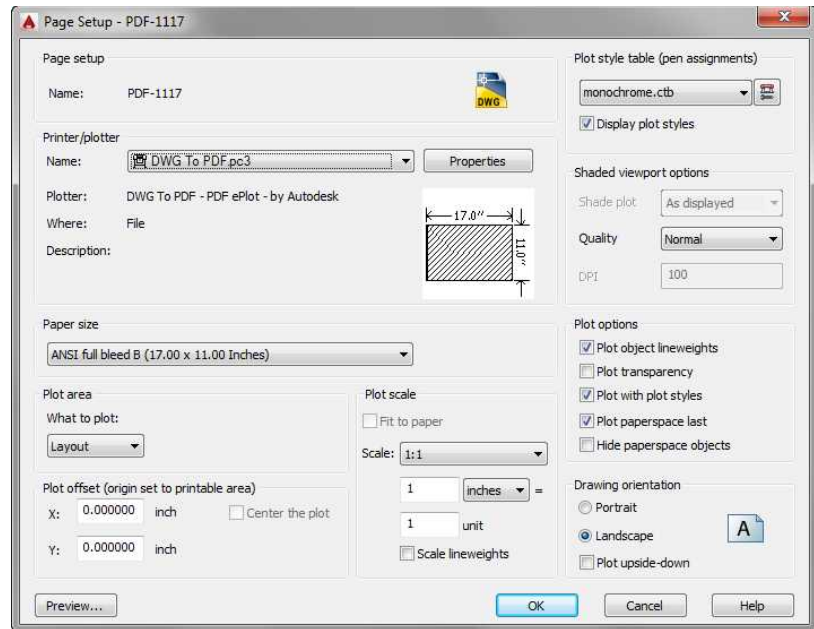 Page Setup - PDF-1117
Page setup
Name: PDF-1117
DWG
Printer/plotter
Name: DWG To PDF.pc3 Properties
Plotter: DWG To PDF - PDF ePlot - by Autodesk
Where: File
Description:
17.0''
11.0''
Paper size
ANSI full bleed B (17.00 x 11.00 Inches)
Plot area
What to plot:
Layout
Plot offset (origin set to printable area)
X: 0.000000 inch Center the plot
Y: 0.000000 inch
Plot scale
Fit to paper
Scale: 1:1
1 inches =
1 unit
Scale lineweights
Plot style table (pen assignments)
monochrome.ctb
Display plot styles
Shaded viewport options
Shade plot As displayed
Quality Normal
DPI 100
Plot options
Plot object lineweights
Plot transparency
Plot with plot styles
Plot paperspace last
Hide paperspace objects
Drawing orientation
Portrait
Landscape
A
Plot upside-down
Preview... OK Cancel Help